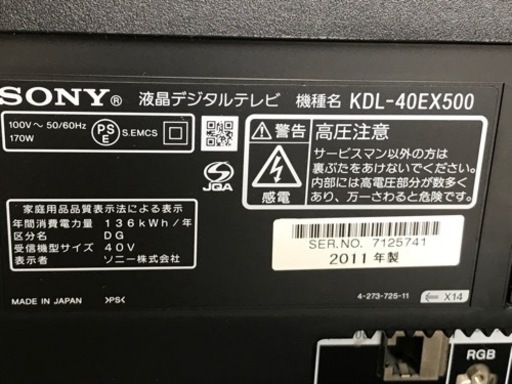 SONY® 液晶デジタルテレビ 機種名 KDL-40EX500
100V～ 50/60Hz
170W
PS
E
S.EMCS
JQA
警告 高圧注意
感電
サービスマン以外の方は
裏ぶたをあけないでください。
内部には高電圧部分が数多く
あり、万一さわると危険です。
家庭用品品質表示法による表示
年間消費電力量 136kWh/年
区分名 DG
受信機型サイズ 40V
表示者 ソニー株式会社
SER.NO. 7125741
2011年製
MADE IN JAPAN >PS<
4-273-725-11 X14
RGB